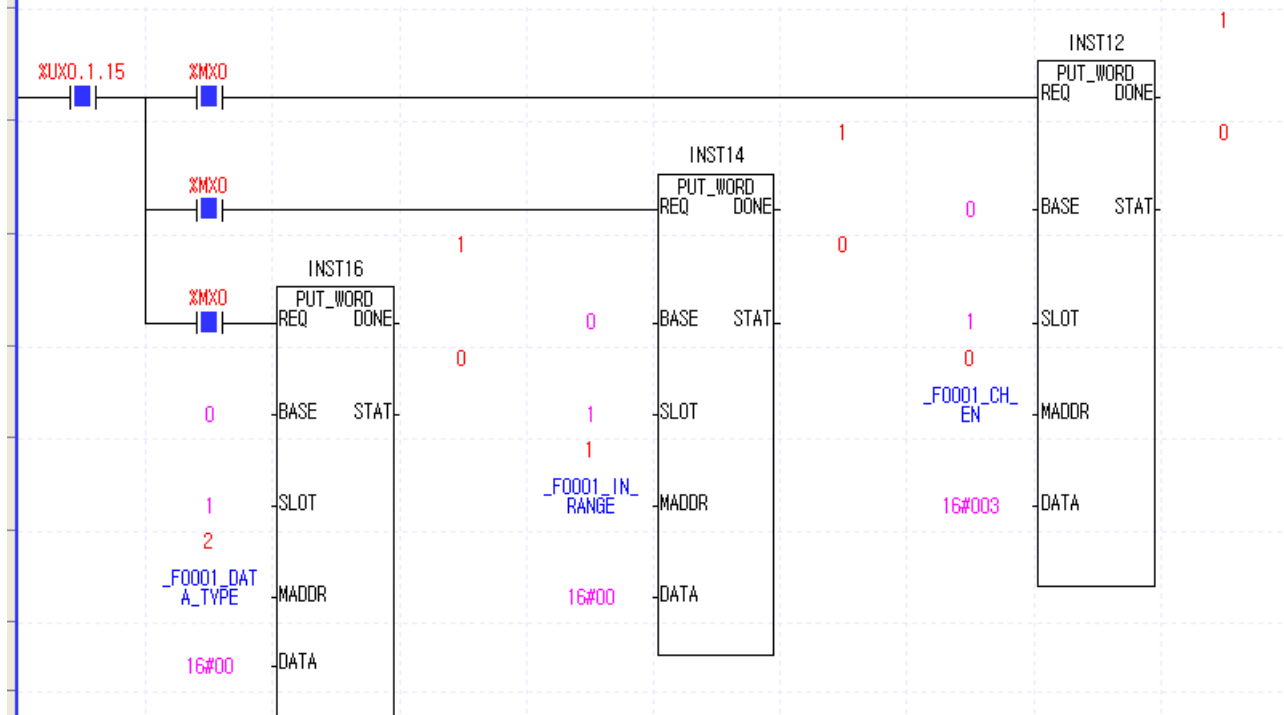 1
INST12
%UX0.1.15
%MX0
PUT_WORD
REQ DONE
1
0
INST14
%MX0
PUT_WORD
REQ DONE
0
BASE STAT
1
0
INST16
%MX0
PUT_WORD
REQ DONE
0
BASE STAT
1
SLOT
0
0
_F0001_CH_
EN
MADDR
0
BASE STAT
1
SLOT
1
_F0001_IN_
RANGE
MADDR
16#003
DATA
1
SLOT
2
_F0001_DAT
A_TYPE
MADDR
16#00
DATA
16#00
DATA